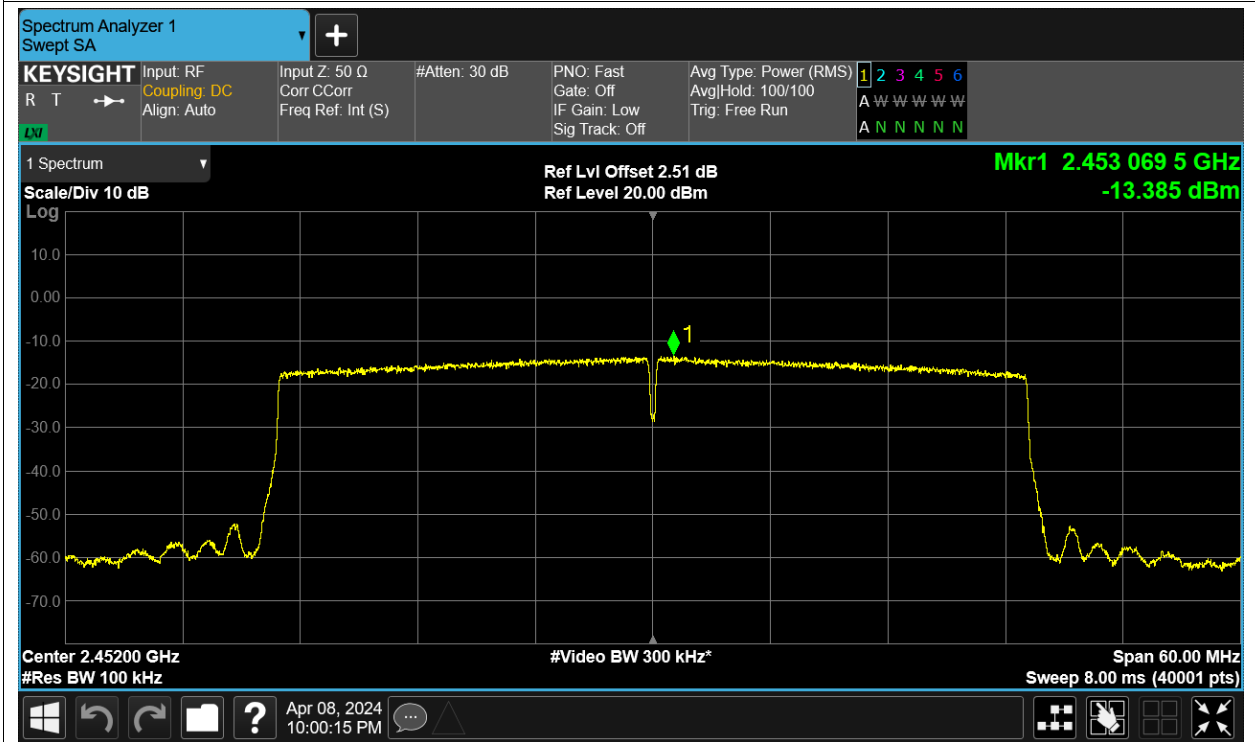 Spectrum Analyzer 1
Swept SA
+
KEYSIGHT
R T
LXI
Input: RF
Coupling: DC
Align: Auto
Input Z: 50 Ω
Corr CCorr
Freq Ref: Int (S)
#Atten: 30 dB
PNO: Fast
Gate: Off
IF Gain: Low
Sig Track: Off
Avg Type: Power (RMS)
Avg|Hold: 100/100
Trig: Free Run
1 2 3 4 5 6
A W W W W W
A N N N N N
1 Spectrum
Scale/Div 10 dB
Log
Ref Lvl Offset 2.51 dB
Ref Level 20.00 dBm
Mkr1 2.453 069 5 GHz
-13.385 dBm
10.0
0.00
-10.0
-20.0
-30.0
-40.0
-50.0
-60.0
-70.0
1
Center 2.45200 GHz
#Res BW 100 kHz
#Video BW 300 kHz*
Span 60.00 MHz
Sweep 8.00 ms (40001 pts)
?
Apr 08, 2024
10:00:15 PM